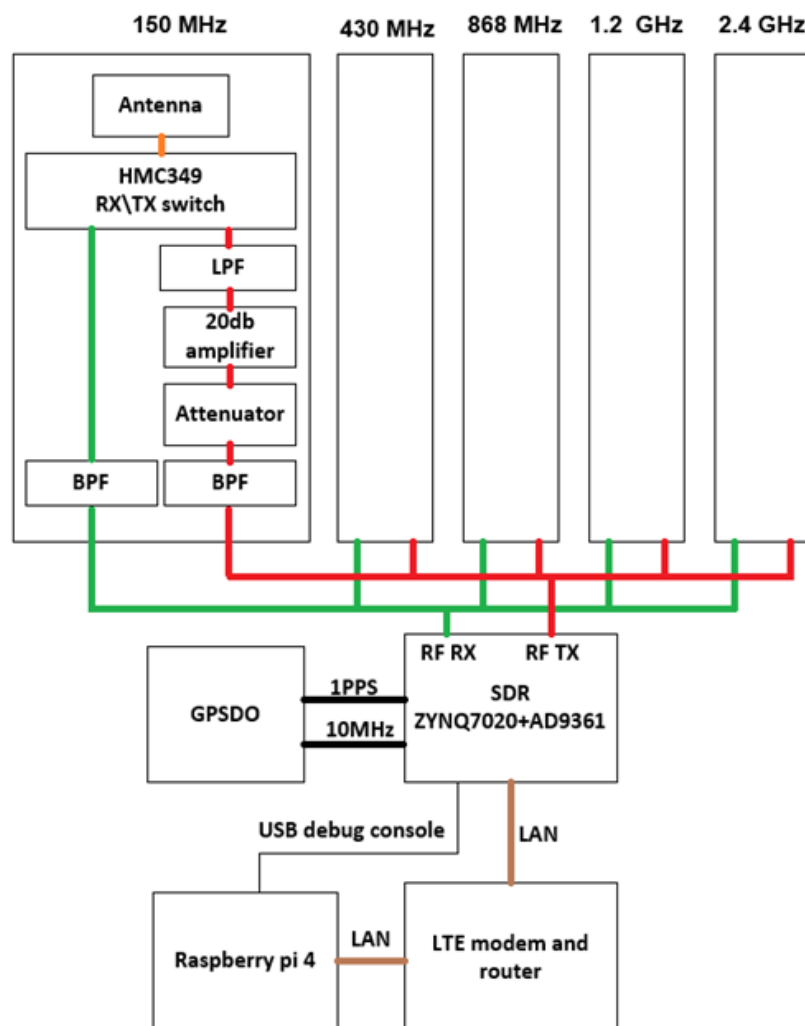 150 MHz
430 MHz
868 MHz
1.2 GHz
2.4 GHz
Antenna
HMC349
RX\TX switch
LPF
20db
amplifier
Attenuator
BPF
BPF
RF RX
RF TX
SDR
ZYNQ7020+AD9361
GPSDO
1PPS
10MHz
USB debug console
LAN
Raspberry pi 4
LAN
LTE modem and
router